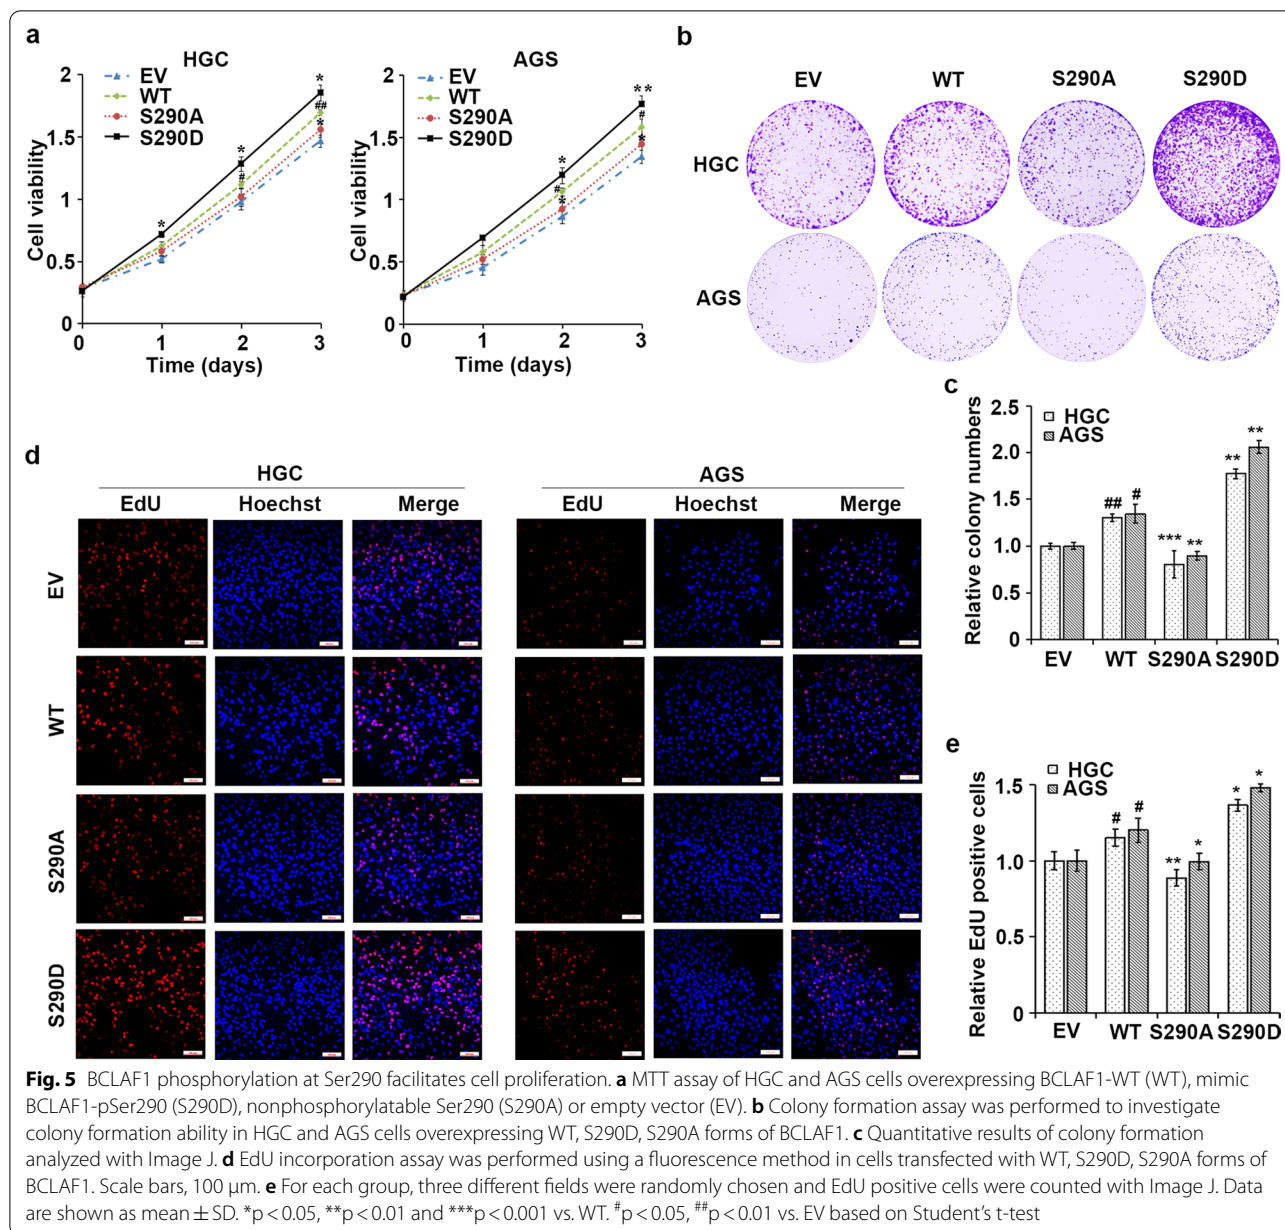 a
HGC
2
1.5
1
0.5
0
Cell viability
EV
WT
S290A
S290D
*
##
*
*
#
*
0 1 2 3
Time (days)
AGS
2
1.5
1
0.5
0
Cell viability
EV
WT
S290A
S290D
**
#
*
*
#
*
0 1 2 3
Time (days)
b
EV WT S290A S290D
HGC
AGS
c
Relative colony numbers
2.5
2.0
1.5
1.0
0.5
0
HGC
AGS
## # *** ** ** **
EV WT S290A S290D
d
HGC AGS
EdU Hoechst Merge EdU Hoechst Merge
EV
WT
S290A
S290D
e
Relative EdU positive cells
1.5
1.0
0.5
0
HGC
AGS
# # ** * * *
EV WT S290A S290D
Fig. 5 BCLAF1 phosphorylation at Ser290 facilitates cell proliferation. a MTT assay of HGC and AGS cells overexpressing BCLAF1-WT (WT), mimic
BCLAF1-pSer290 (S290D), nonphosphorylatable Ser290 (S290A) or empty vector (EV). b Colony formation assay was performed to investigate
colony formation ability in HGC and AGS cells overexpressing WT, S290D, S290A forms of BCLAF1. c Quantitative results of colony formation
analyzed with Image J. d EdU incorporation assay was performed using a fluorescence method in cells transfected with WT, S290D, S290A forms of
BCLAF1. Scale bars, 100 μm. e For each group, three different fields were randomly chosen and EdU positive cells were counted with Image J. Data
are shown as mean ± SD. *p < 0.05, **p < 0.01 and ***p < 0.001 vs. WT. #p < 0.05, ##p < 0.01 vs. EV based on Student's t-test